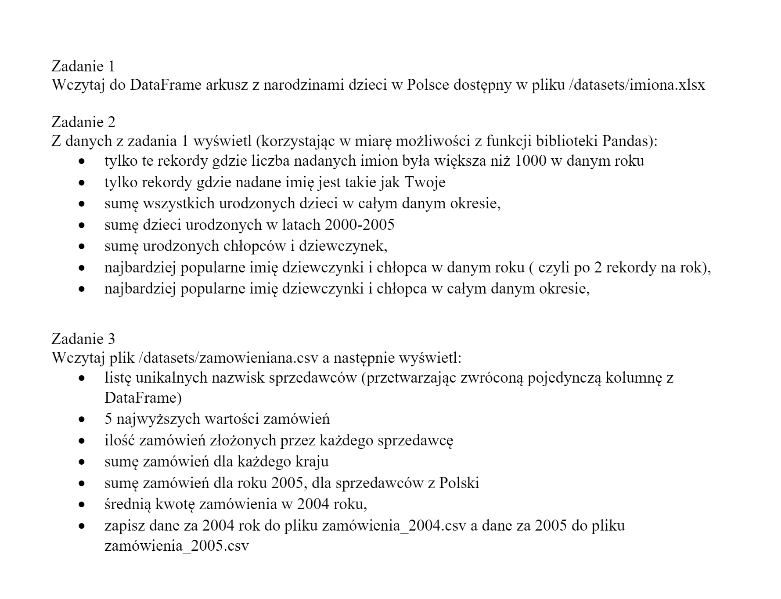 Zadanie 1
Wczytaj do DataFrame arkusz z narodzinami dzieci w Polsce dostępny w pliku /datasets/imiona.xlsx
Zadanie 2
Z danych z zadania 1 wyświetl (korzystając w miarę możliwości z funkcji biblioteki Pandas):
• tylko te rekordy gdzie liczba nadanych imion była większa niż 1000 w danym roku
• tylko rekordy gdzie nadane imię jest takie jak Twoje
• sumę wszystkich urodzonych dzieci w całym danym okresie,
• sumę dzieci urodzonych w latach 2000-2005
• sumę urodzonych chłopców i dziewczynek,
• najbardziej popularne imię dziewczynki i chłopca w danym roku ( czyli po 2 rekordy na rok),
• najbardziej popularne imię dziewczynki i chłopca w całym danym okresie,
Zadanie 3
Wczytaj plik /datasets/zamowieniana.csv a następnie wyświetl:
• listę unikalnych nazwisk sprzedawców (przetwarzając zwróconą pojedynczą kolumnę z
DataFrame)
• 5 najwyższych wartości zamówień
• ilość zamówień złożonych przez każdego sprzedawcę
• sumę zamówień dla każdego kraju
• sumę zamówień dla roku 2005, dla sprzedawców z Polski
• średnią kwotę zamówienia w 2004 roku,
• zapisz dane za 2004 rok do pliku zamówienia_2004.csv a dane za 2005 do pliku
zamówienia_2005.csv